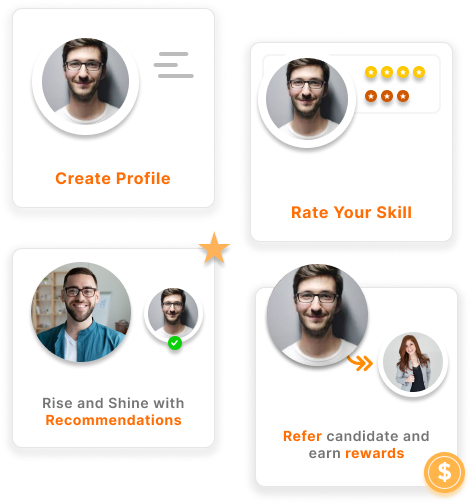 Create Profile
Rate Your Skill
Rise and Shine with
Recommendations
Refer candidate and
earn rewards
$